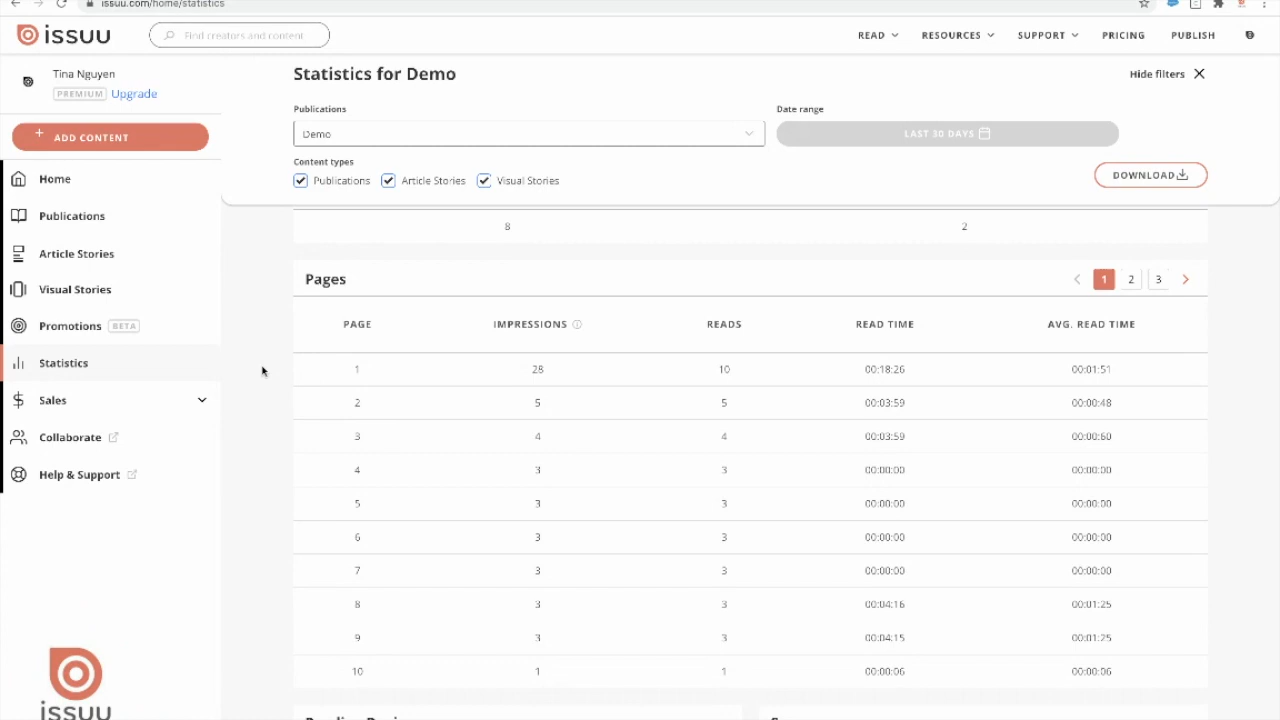 issuu.com/home/statistics
issuu
Find creators and content
READ
RESOURCES
SUPPORT
PRICING
PUBLISH
Tina Nguyen
PREMIUM Upgrade
+ ADD CONTENT
Home
Publications
Article Stories
Visual Stories
Promotions BETA
Statistics
Sales
Collaborate
Help & Support
issuu
Statistics for Demo
Hide filters
Publications
Date range
Demo
LAST 30 DAYS
Content types
Publications Article Stories Visual Stories
DOWNLOAD
8 2
Pages
1 2 3
PAGE IMPRESSIONS READS READ TIME AVG. READ TIME
1 28 10 00:18:26 00:01:51
2 5 5 00:03:59 00:00:48
3 4 4 00:03:59 00:00:60
4 3 3 00:00:00 00:00:00
5 3 3 00:00:00 00:00:00
6 3 3 00:00:00 00:00:00
7 3 3 00:00:00 00:00:00
8 3 3 00:04:16 00:01:25
9 3 3 00:04:15 00:01:25
10 1 1 00:00:06 00:00:06